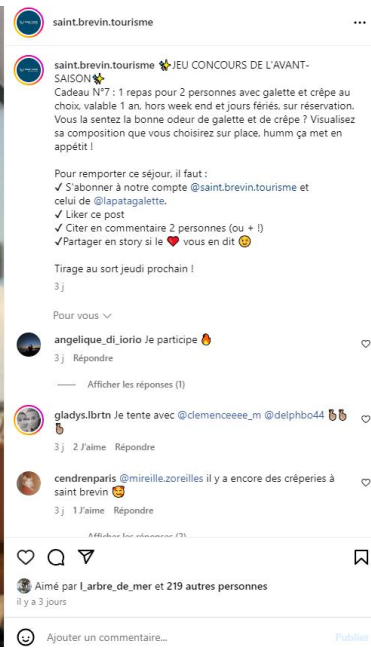 saint.brevin.tourisme
saint.brevin.tourisme ✨JEU CONCOURS DE L'AVANT-
SAISON✨
Cadeau N°7 : 1 repas pour 2 personnes avec galette et crêpe au
choix, valable 1 an, hors week end et jours fériés, sur réservation.
Vous la sentez la bonne odeur de galette et de crêpe ? Visualisez
sa composition que vous choisirez sur place, humm ça met en
appétit !
Pour remporter ce séjour, il faut :
✓ S'abonner à notre compte @saint.brevin.tourisme et
celui de @lapatagalette.
✓ Liker ce post
✓ Citer en commentaire 2 personnes (ou + !)
✓Partager en story si le ❤️ vous en dit 😉
Tirage au sort jeudi prochain !
3 j
Pour vous
angelique_di_iorio Je participe 🔥
3 j Répondre
Afficher les réponses (1)
gladys.lbrtn Je tente avec @clemenceeee_m @delphbo44 🤞🏼🤞🏼
🤞🏼
3 j 2 J'aime Répondre
cendrenparis @mireille.zoreilles il y a encore des crêperies à
saint brevin 🥰
3 j 1 J'aime Répondre
Afficher les réponses (2)
Aimé par l_arbre_de_mer et 219 autres personnes
il y a 3 jours
Ajouter un commentaire... Publier